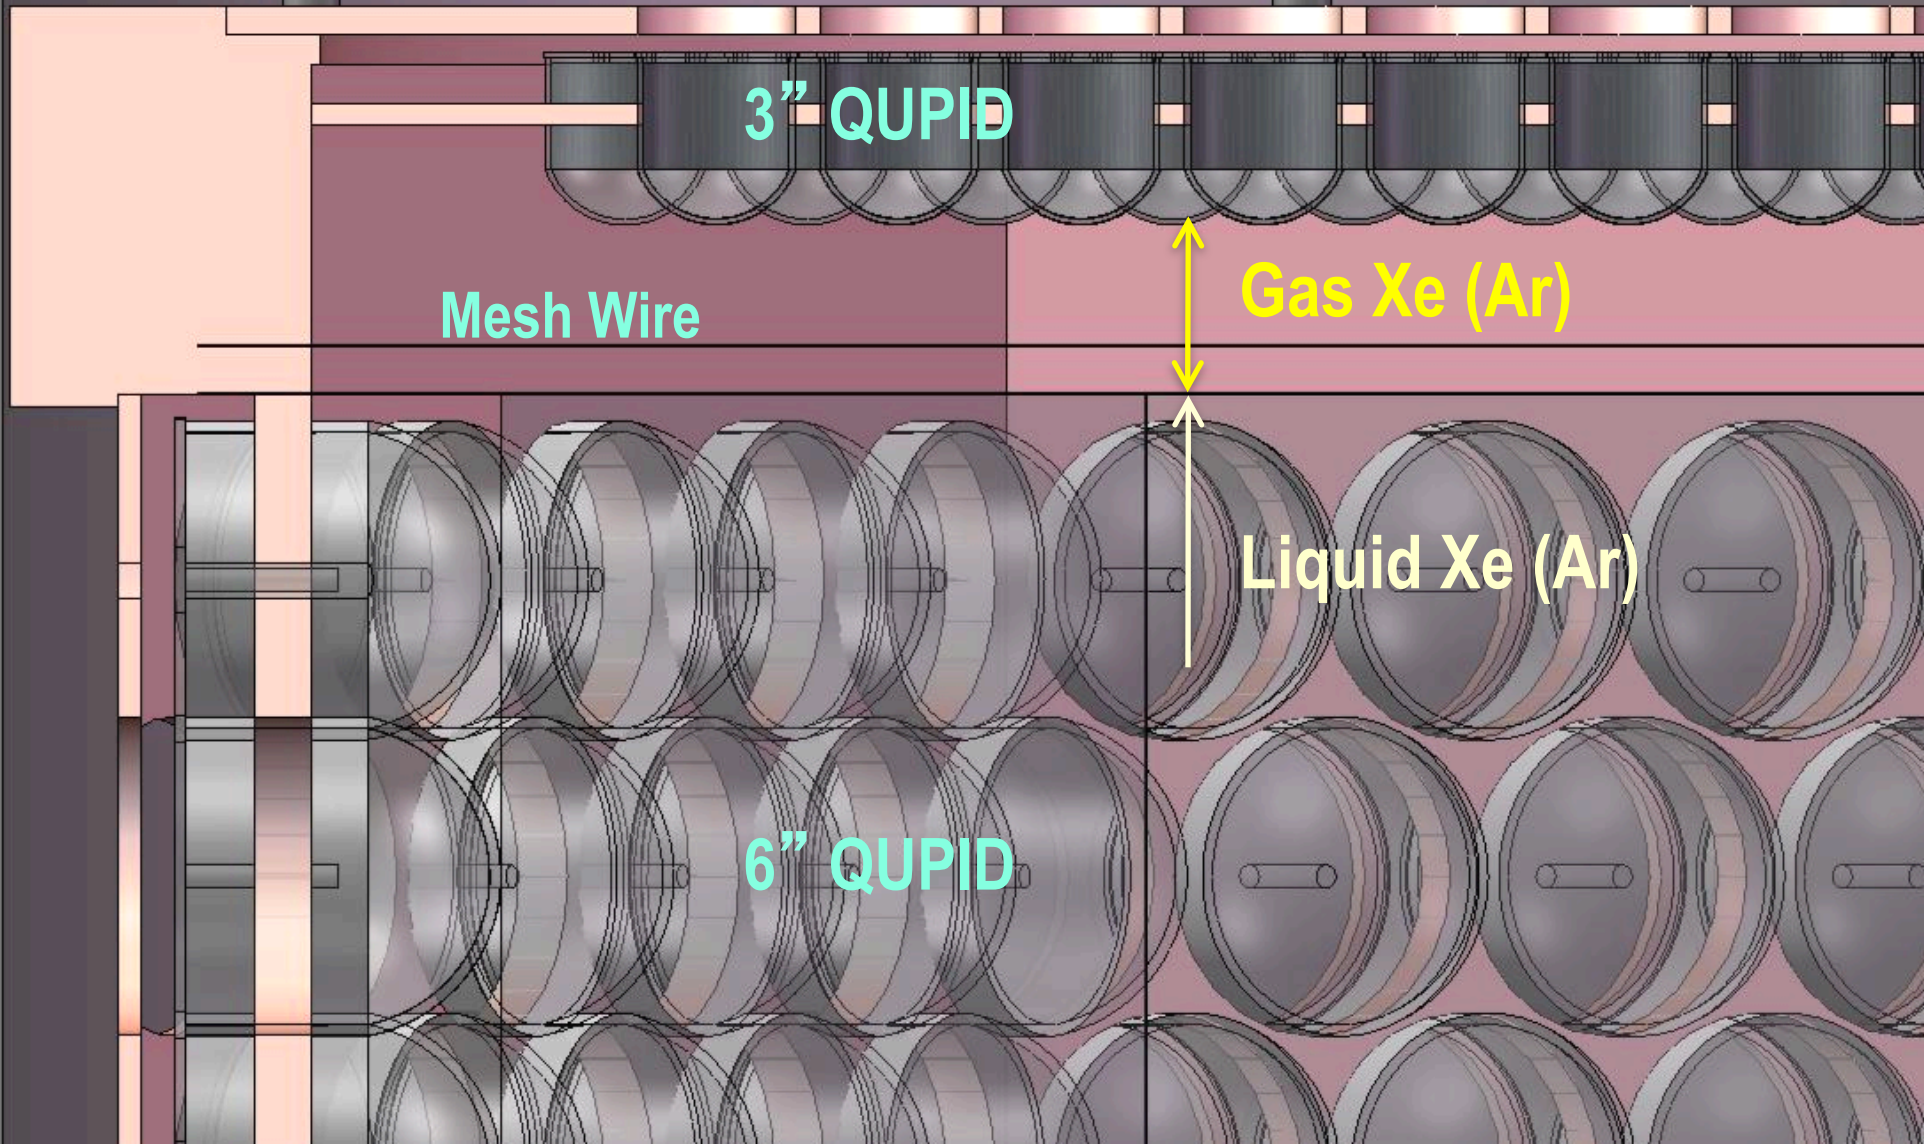 3” QUPID
Gas Xe (Ar)
Mesh Wire
Liquid Xe (Ar)
6” QUPID